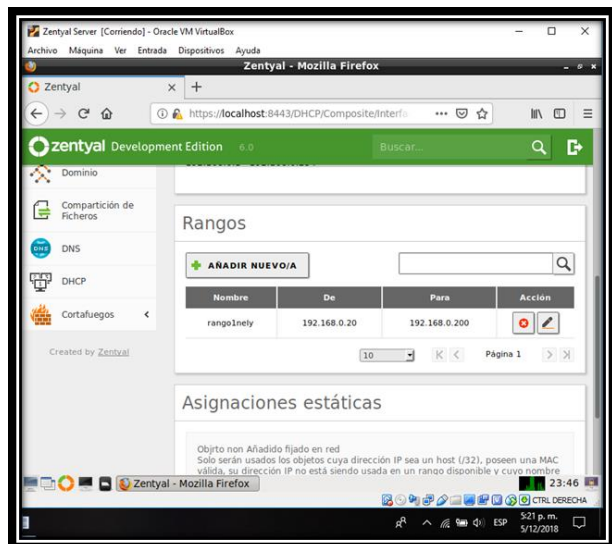 Zentyal Server [Corriendo] - Oracle VM VirtualBox
Archivo Máquina Ver Entrada Dispositivos Ayuda
Zentyal - Mozilla Firefox
Zentyal
https://localhost:8443/DHCP/Composite/Interfa
zentyal Development Edition 6.0
Buscar...
Dominio
Compartición de
Ficheros
DNS
DHCP
Cortafuegos
Created by Zentyal
Rangos
AÑADIR NUEVO/A
Nombre De Para Acción
rango1nely 192.168.0.20 192.168.0.200
10 Página 1
Asignaciones estáticas
Objrto non Añadido fijado en red
Solo serán usados los objetos cuya dirección IP sea un host (/32), poseen una MAC
válida, su dirección IP no está siendo usada en un rango disponible y cuyo nombre
Zentyal - Mozilla Firefox
23:46
CTRL DERECHA
ESP
5:21 p. m.
5/12/2018